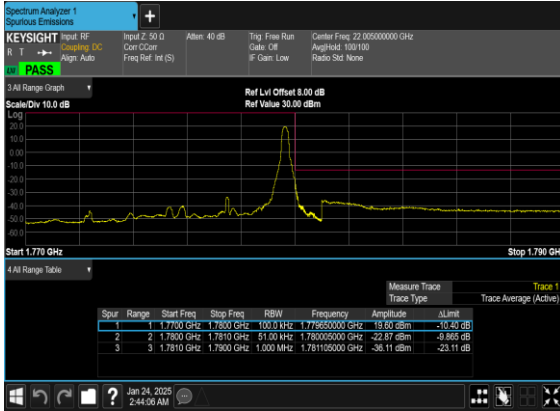 Spectrum Analyzer 1
Spurious Emissions
KEYSIGHT
R T
PASS
Input: RF
Coupling: DC
Align: Auto
Input Z: 50 Ω
Corr CCorr
Freq Ref: Int (S)
Atten: 40 dB
Trig: Free Run
Gate: Off
IF Gain: Low
Center Freq: 22.005000000 GHz
Avg|Hold: 100/100
Radio Std: None
3 All Range Graph
Scale/Div 10.0 dB
Ref Lvl Offset 8.00 dB
Ref Value 30.00 dBm
Log
20.0
10.0
0.00
-10.0
-20.0
-30.0
-40.0
-50.0
-60.0
Start 1.770 GHz
Stop 1.790 GH
4 All Range Table
Measure Trace Trace 1
Trace Type Trace Average (Active)
Spur Range Start Freq Stop Freq RBW Frequency Amplitude ΔLimit
1 1 1.7700 GHz 1.7800 GHz 100.0 kHz 1.779650000 GHz 19.60 dBm -10.40 dB
2 2 1.7800 GHz 1.7810 GHz 51.00 kHz 1.780005000 GHz -22.87 dBm -9.865 dB
3 3 1.7810 GHz 1.7900 GHz 1.000 MHz 1.781105000 GHz -36.11 dBm -23.11 dB
Jan 24, 2025
2:44:06 AM